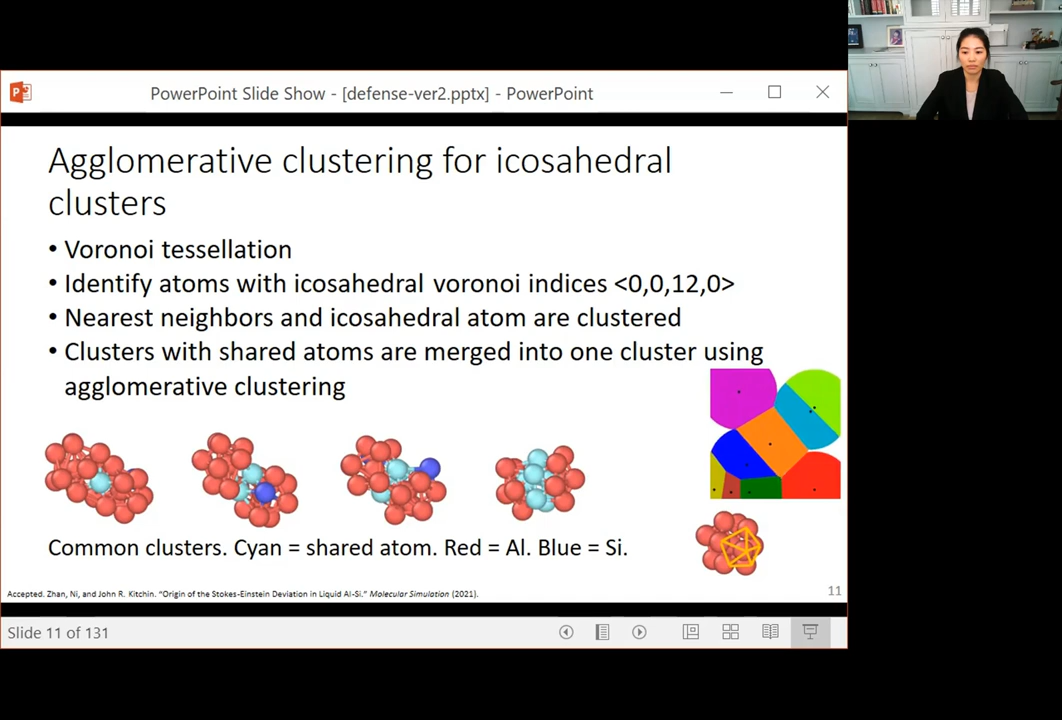 PowerPoint Slide Show - [defense-ver2.pptx] - PowerPoint
Agglomerative clustering for icosahedral
clusters
• Voronoi tessellation
• Identify atoms with icosahedral voronoi indices <0,0,12,0>
• Nearest neighbors and icosahedral atom are clustered
• Clusters with shared atoms are merged into one cluster using
agglomerative clustering
Common clusters. Cyan = shared atom. Red = Al. Blue = Si.
Accepted. Zhan, Ni, and John R. Kitchin. "Origin of the Stokes-Einstein Deviation in Liquid Al-Si." Molecular Simulation (2021).
11
Slide 11 of 131